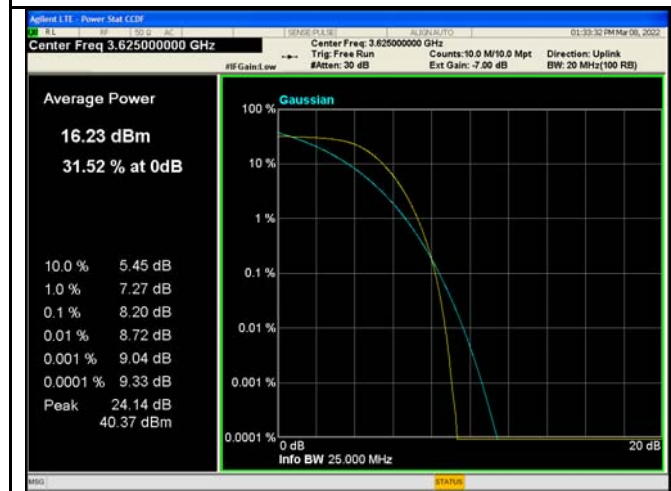 Agilent LTE - Power Stat CCDF
RL RF 50 Ω AC SENSE:PULSE ALIGN AUTO 01:33:32 PM Mar 08, 2022
Center Freq 3.625000000 GHz
Center Freq: 3.625000000 GHz
Trig: Free Run Counts:10.0 M/10.0 Mpt Direction: Uplink
#IFGain:Low #Atten: 30 dB Ext Gain: -7.00 dB BW: 20 MHz(100 RB)
Average Power
16.23 dBm
31.52 % at 0dB
10.0 % 5.45 dB
1.0 % 7.27 dB
0.1 % 8.20 dB
0.01 % 8.72 dB
0.001 % 9.04 dB
0.0001 % 9.33 dB
Peak 24.14 dB
40.37 dBm
Gaussian
100 %
10 %
1 %
0.1 %
0.01 %
0.001 %
0.0001 %
0 dB 20 dB
Info BW 25.000 MHz
MSG STATUS